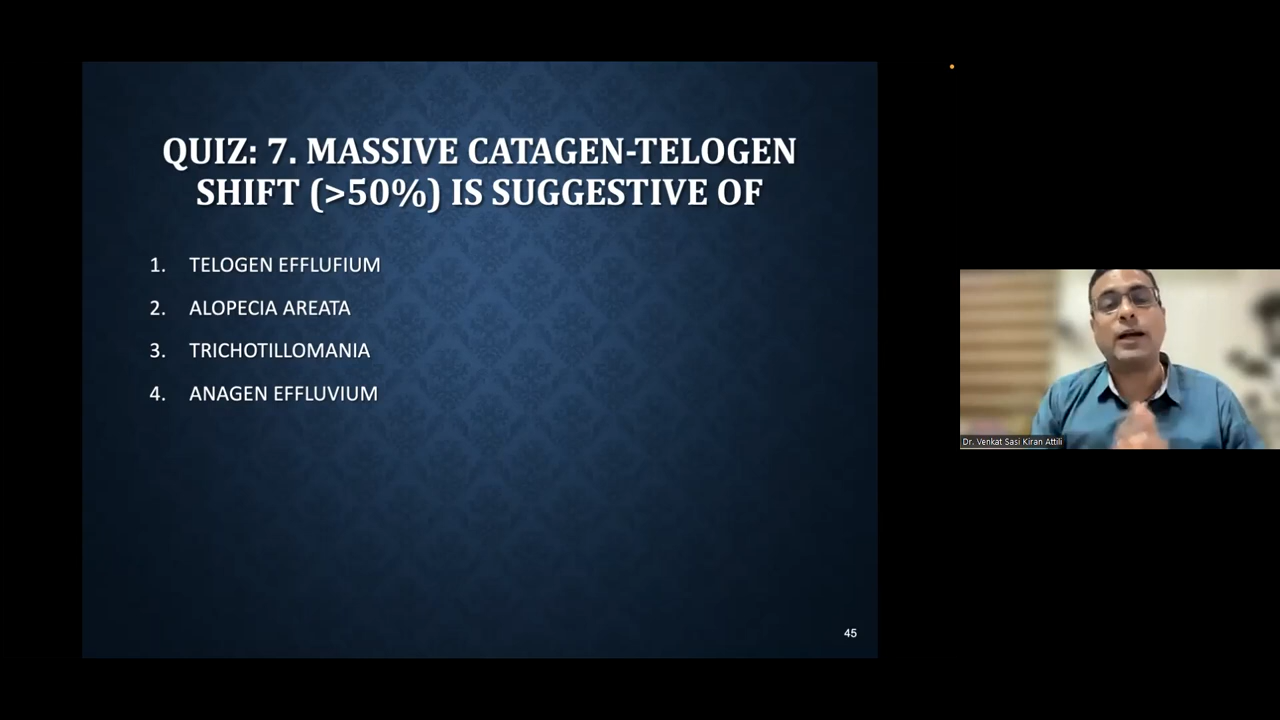 QUIZ: 7. MASSIVE CATAGEN-TELOGEN
SHIFT (>50%) IS SUGGESTIVE OF
1. TELOGEN EFFLUFIUM
2. ALOPECIA AREATA
3. TRICHOTILLOMANIA
4. ANAGEN EFFLUVIUM
45
Dr. Venkat Sasi Kiran Attili